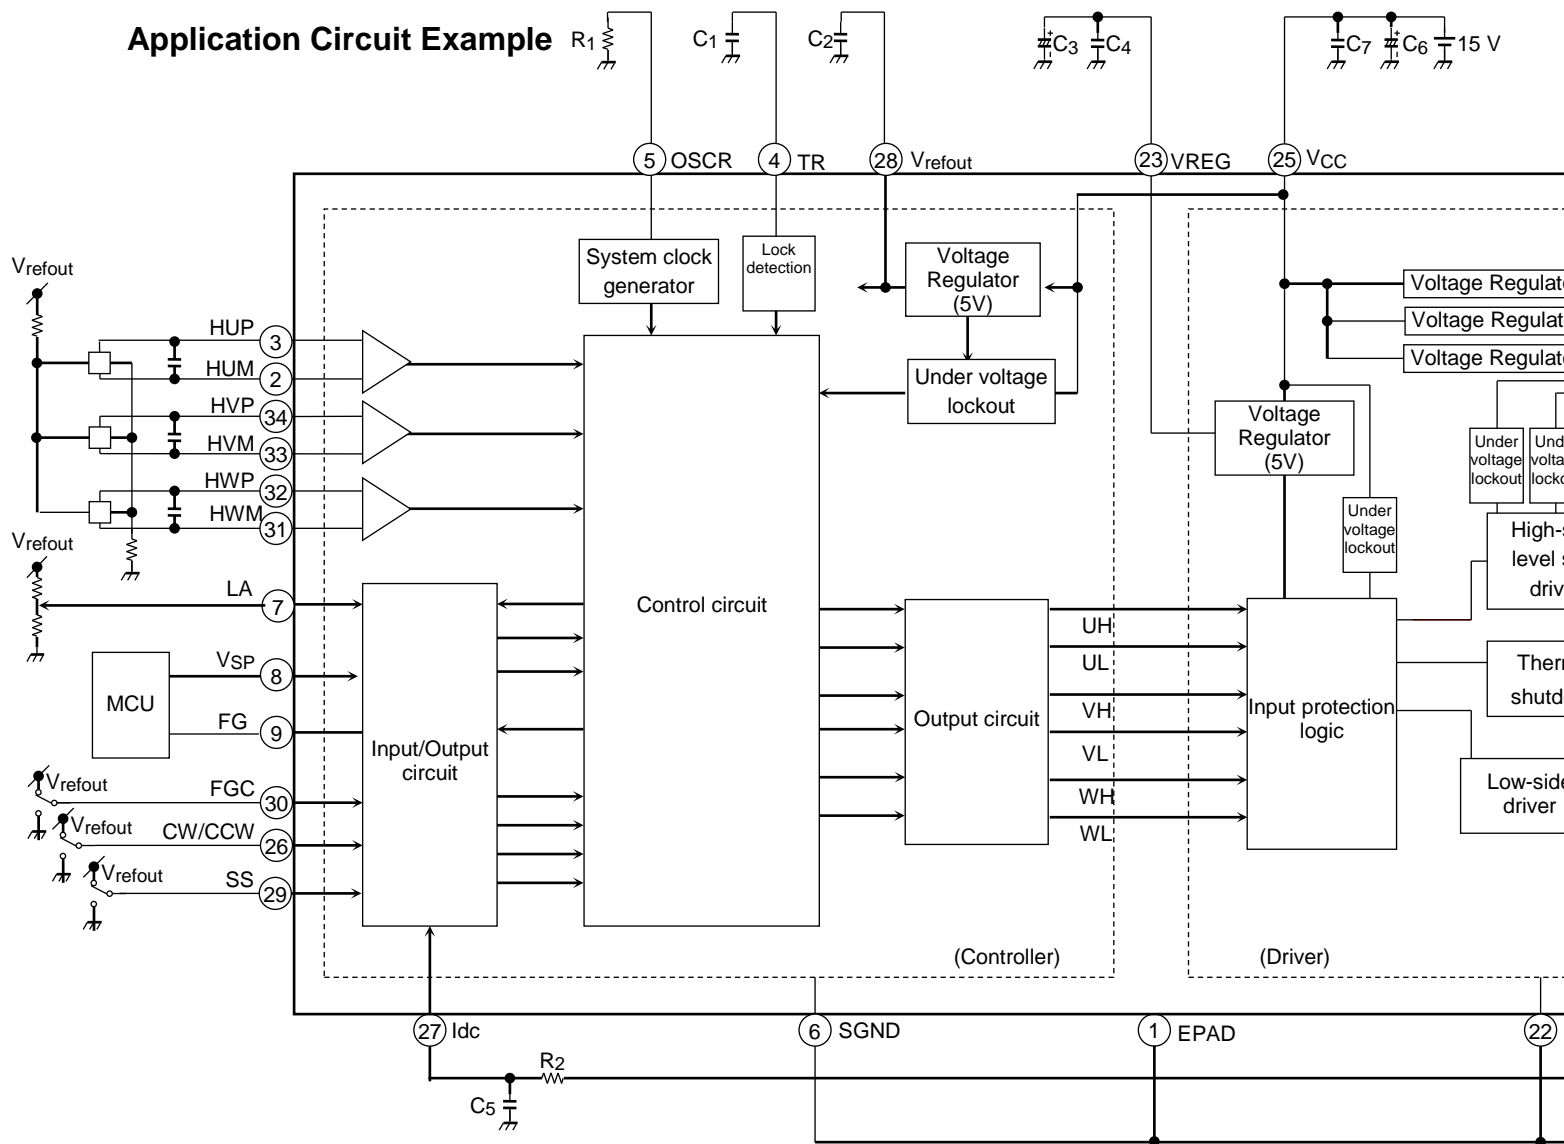 Application Circuit Example
R1
C1
C2
C3
C4
C7
C6
15 V
5
OSCR
4
TR
28
Vrefout
23
VREG
25
VCC
System clock
generator
Lock
detection
Voltage
Regulator
(5V)
Under voltage
lockout
Voltage
Voltage
Voltage
Voltage
Regulator
(5V)
Under
voltage
lockout
Under
voltage
lockout
Vrefout
HUP
3
HUM
2
HVP
34
HVM
33
HWP
32
HWM
31
Vrefout
LA
7
MCU
VSP
8
FG
9
Vrefout
FGC
30
Vrefout
CW/CCW
26
Vrefout
SS
29
Input/Output
circuit
Control circuit
Output circuit
UH
UL
VH
VL
WH
WL
Input protection
logic
level
Low-side
driver
(Controller)
(Driver)
27
Idc
6
SGND
1
EPAD
22
R2
C5